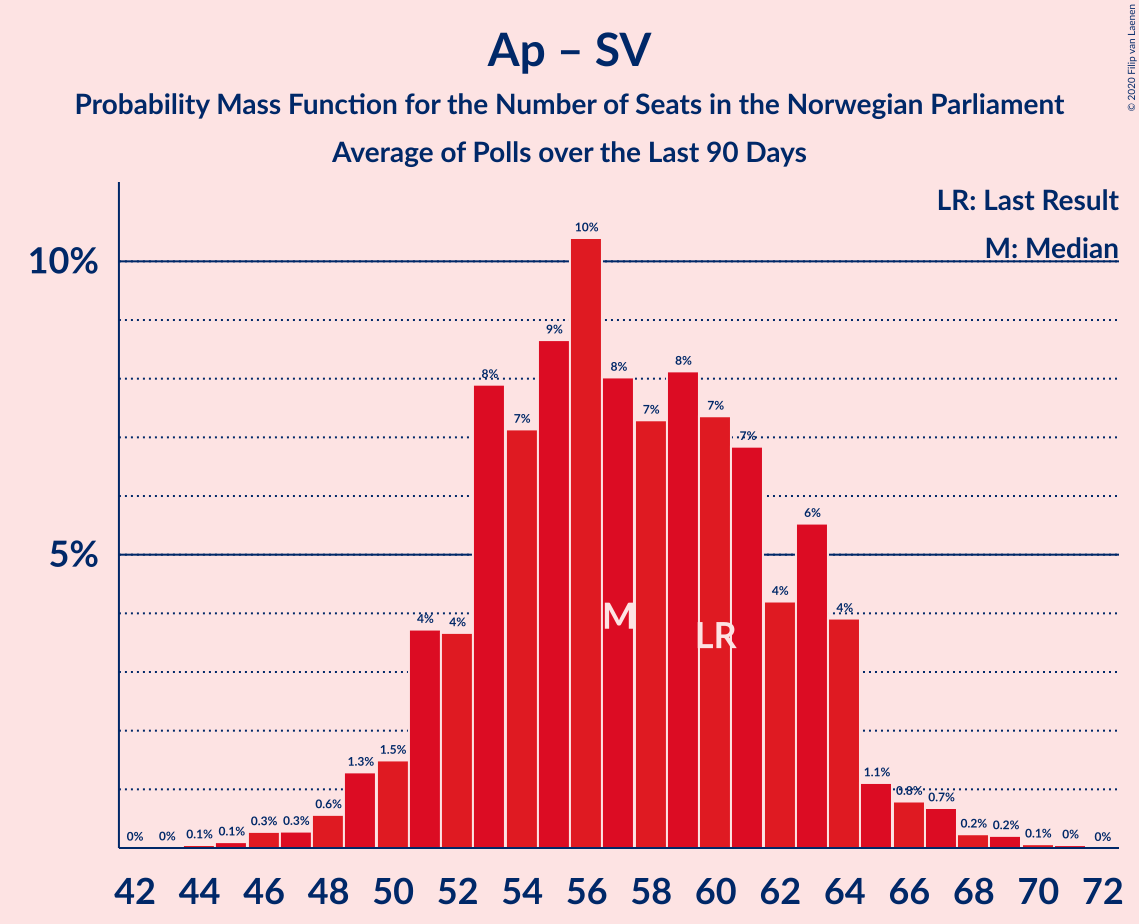 © 2020 Filip van Laenen
Ap – SV
Probability Mass Function for the Number of Seats in the Norwegian Parliament
Average of Polls over the Last 90 Days
LR: Last Result
M: Median
10%
5%
0% 0% 0.1% 0.1% 0.3% 0.3% 0.6% 1.3% 1.5% 4% 4% 8% 7% 9% 10% 8% 7% 8% 7% 7% 4% 6% 4% 1.1% 0.8% 0.7% 0.2% 0.2% 0.1% 0% 0%
M
LR
42 44 46 48 50 52 54 56 58 60 62 64 66 68 70 72